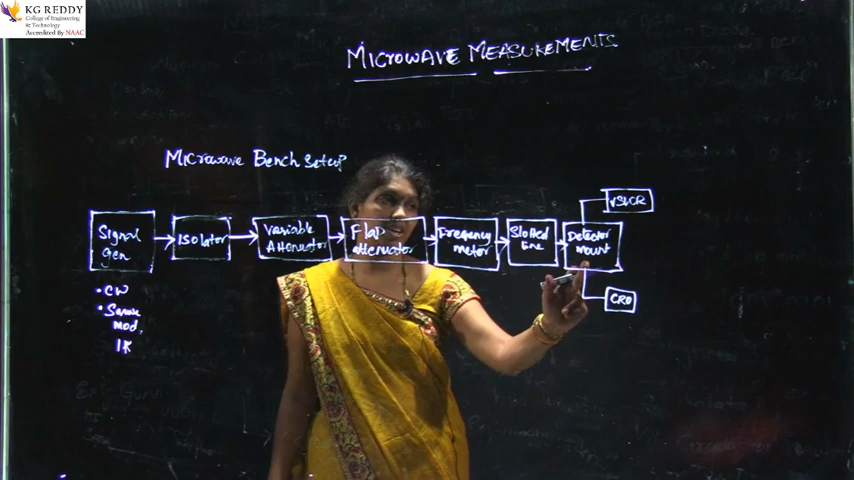 KG REDDY
College of Engineering
& Technology
Accredited By NAAC
MICROWAVE MEASUREMENTS
MICROWAVE BENCH Setup
Signal
gen
ISOlator
Variable
Attenuator
Flap
attenuator
Frequency
meter
Slotted
line
Detector
mount
VSWR
CRO
• CW
• Square
mod.
1K